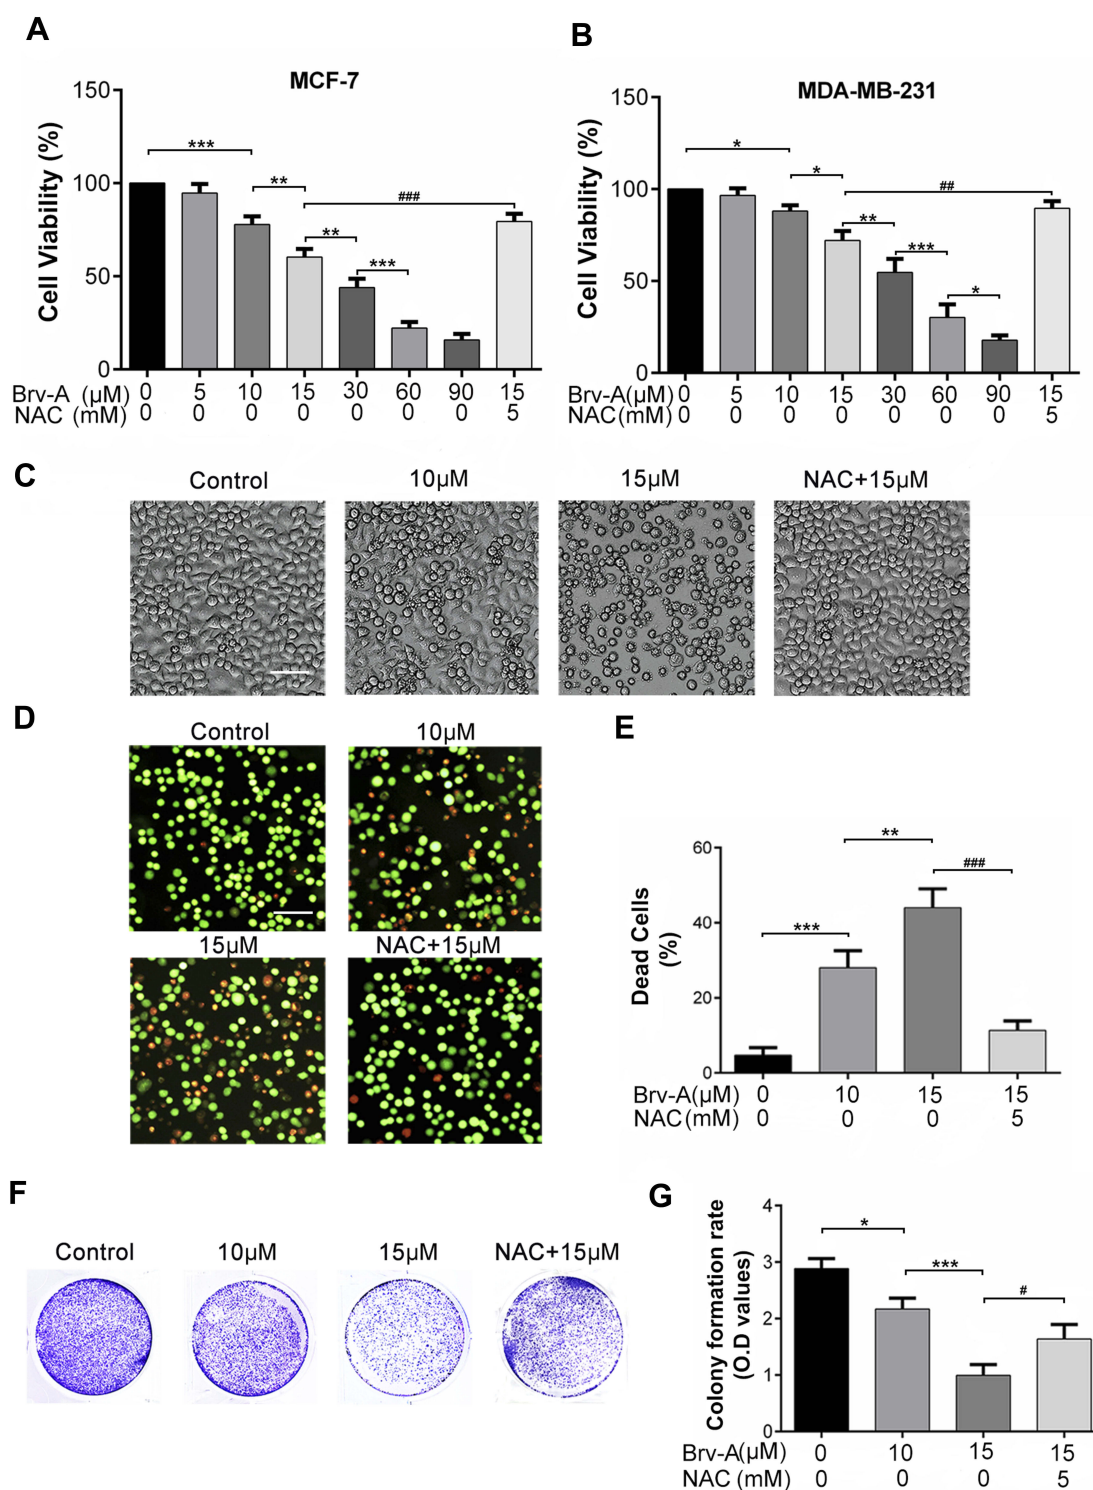 A
MCF-7
Cell Viability (%)
150
100
50
0
***
**
**
***
###
Brv-A (μM) 0 5 10 15 30 60 90 15
NAC (mM) 0 0 0 0 0 0 0 5
B
MDA-MB-231
Cell Viability (%)
150
100
50
0
*
*
**
***
*
##
Brv-A(μM) 0 5 10 15 30 60 90 15
NAC(mM) 0 0 0 0 0 0 0 5
C
Control 10μM 15μM NAC+15μM
D
Control 10μM
15μM NAC+15μM
E
Dead Cells
(%)
60
40
20
0
***
**
###
Brv-A(μM) 0 10 15 15
NAC(mM) 0 0 0 5
F
Control 10μM 15μM NAC+15μM
G
Colony formation rate
(O.D values)
4
3
2
1
0
*
***
#
Brv-A(μM) 0 10 15 15
NAC (mM) 0 0 0 5